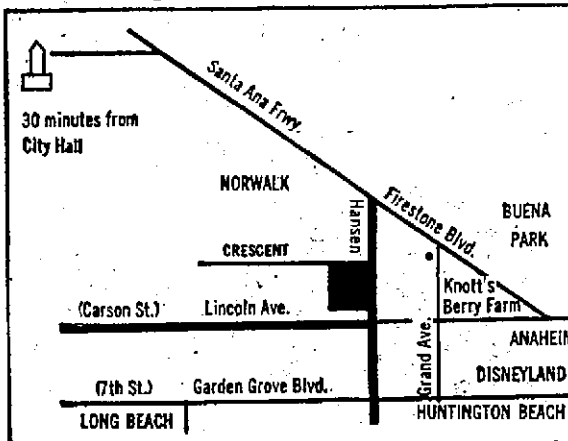 Santa Ana Frwy.
30 minutes from
City Hall
NORWALK
Hansen
Firestone Blvd.
BUENA
PARK
CRESCENT
Knott's
Berry Farm
(Carson St.) Lincoln Ave.
Grand Ave.
ANAHEIM
DISNEYLAND
(7th St.) Garden Grove Blvd.
LONG BEACH
HUNTINGTON BEACH